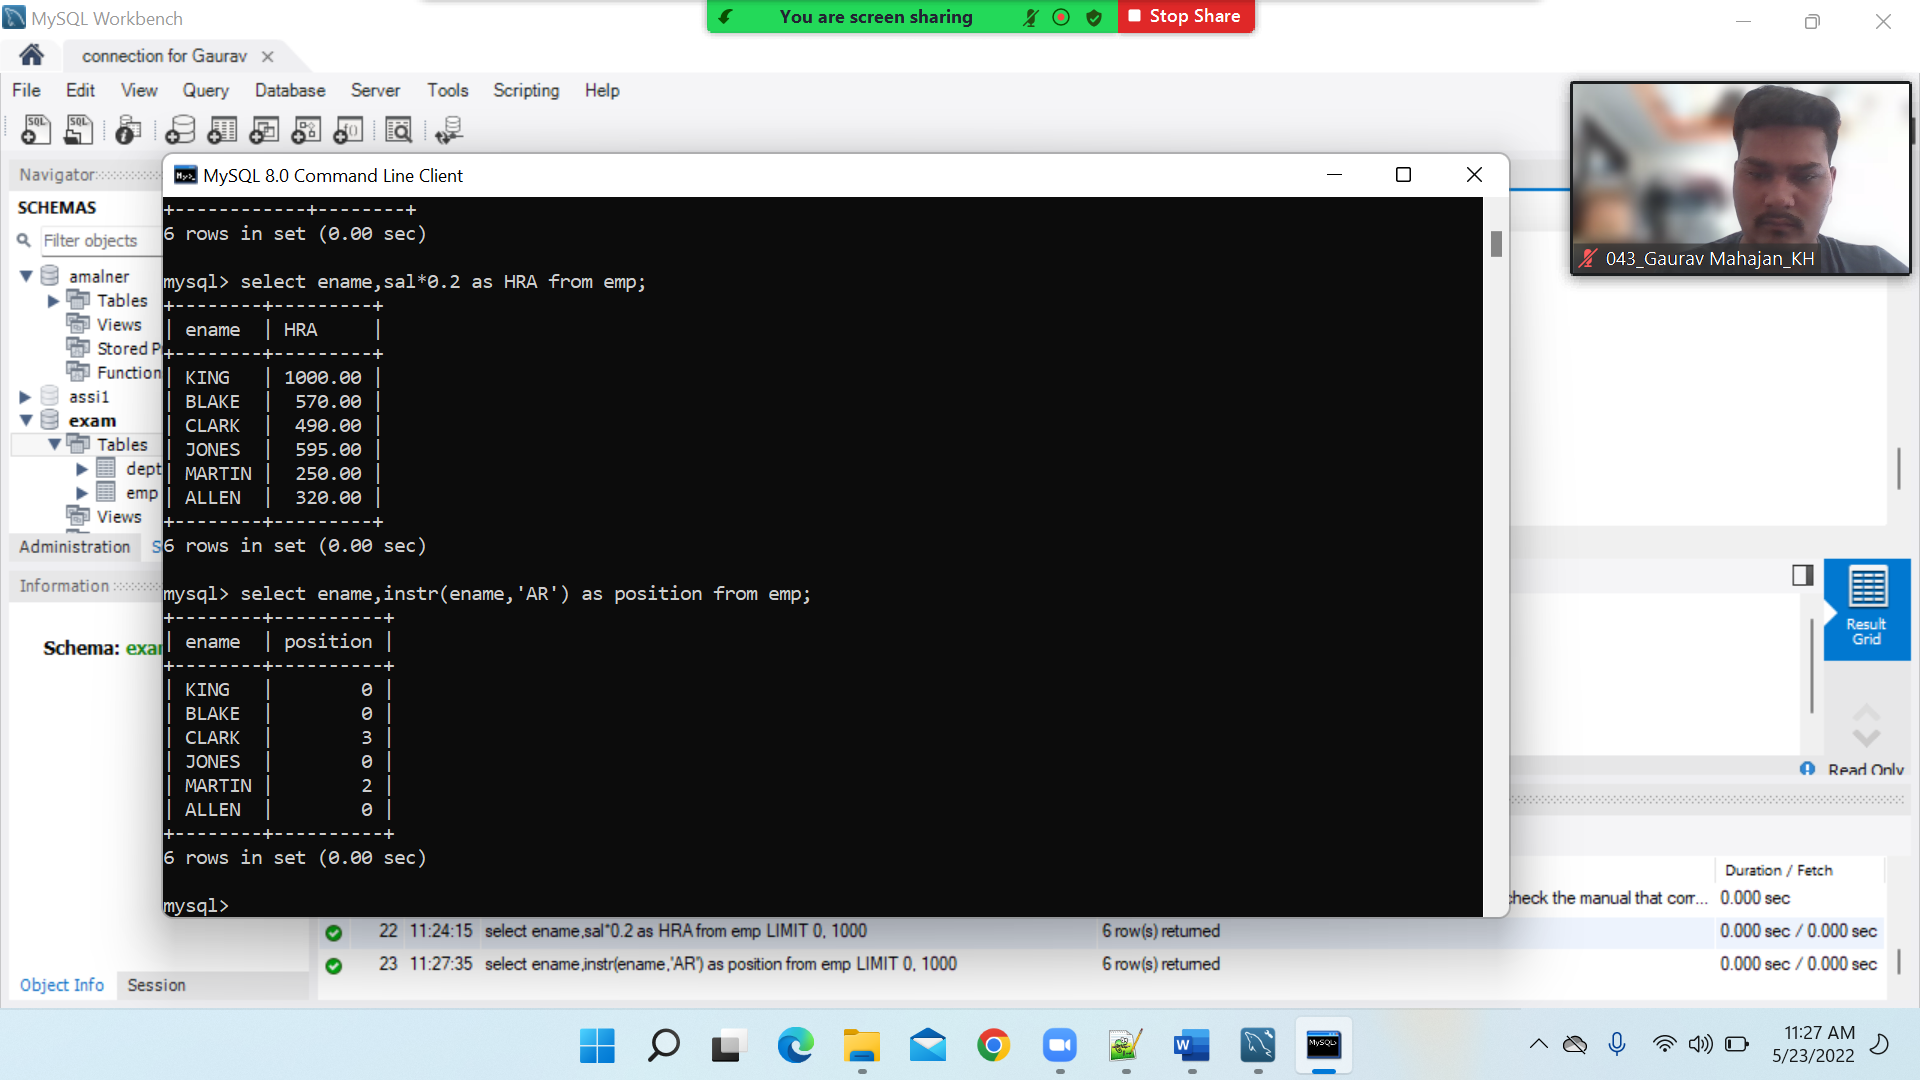 MySQL Workbench
You are screen sharing
Stop Share
connection for Gaurav
File Edit View Query Database Server Tools Scripting Help
Navigator
SCHEMAS
Filter objects
amalner
Tables
Views
Stored P
Function
assi1
exam
Tables
dept
emp
Views
Administration S
Information
Schema: exam
Object Info Session
MySQL 8.0 Command Line Client
+------------+--------+
6 rows in set (0.00 sec)
mysql> select ename,sal*0.2 as HRA from emp;
+--------+---------+
| ename  | HRA     |
+--------+---------+
| KING   | 1000.00 |
| BLAKE  |  570.00 |
| CLARK  |  490.00 |
| JONES  |  595.00 |
| MARTIN |  250.00 |
| ALLEN  |  320.00 |
+--------+---------+
6 rows in set (0.00 sec)
mysql> select ename,instr(ename,'AR') as position from emp;
+--------+----------+
| ename  | position |
+--------+----------+
| KING   |        0 |
| BLAKE  |        0 |
| CLARK  |        3 |
| JONES  |        0 |
| MARTIN |        2 |
| ALLEN  |        0 |
+--------+----------+
6 rows in set (0.00 sec)
mysql>
043_Gaurav Mahajan_KH
Result
Grid
Read Only
Duration / Fetch
check the manual that corr... 0.000 sec
22 11:24:15 select ename,sal*0.2 as HRA from emp LIMIT 0, 1000 6 row(s) returned 0.000 sec / 0.000 sec
23 11:27:35 select ename,instr(ename,'AR') as position from emp LIMIT 0, 1000 6 row(s) returned 0.000 sec / 0.000 sec
11:27 AM
5/23/2022